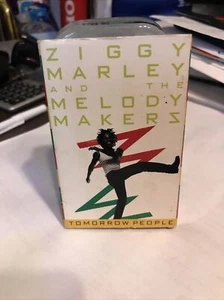 ZIGGY
MARLEY
AND THE
MELODY
MAKERS
TOMORROW PEOPLE